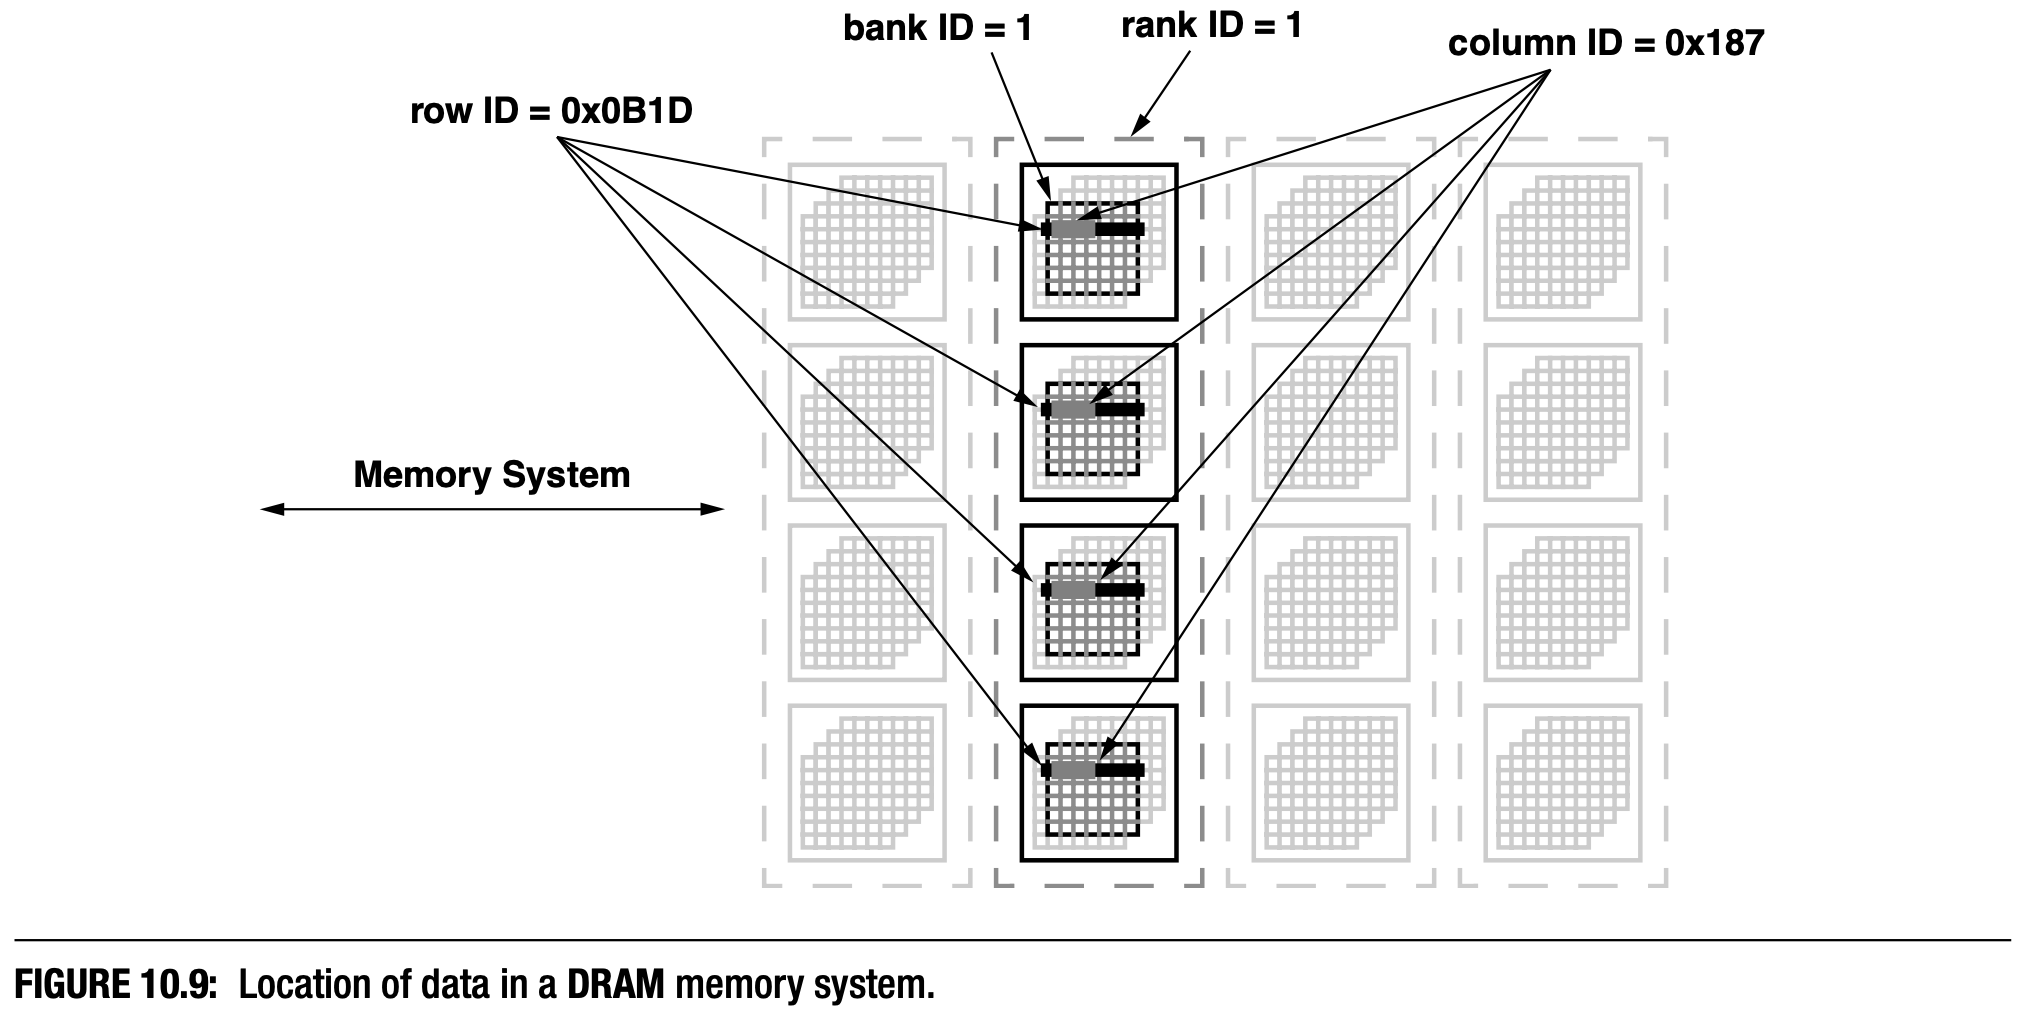 bank ID = 1
rank ID = 1
column ID = 0x187
row ID = 0x0B1D
Memory System
FIGURE 10.9: Location of data in a DRAM memory system.